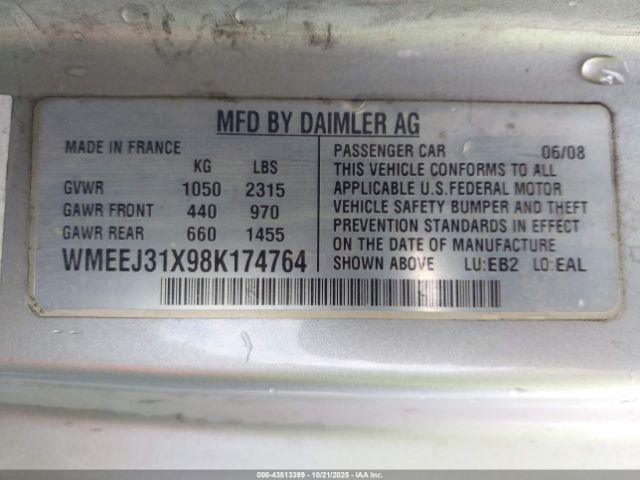 MFD BY DAIMLER AG
MADE IN FRANCE
KG LBS
GVWR 1050 2315
GAWR FRONT 440 970
GAWR REAR 660 1455
WMEEJ31X98K174764
PASSENGER CAR 06/08
THIS VEHICLE CONFORMS TO ALL
APPLICABLE U.S.FEDERAL MOTOR
VEHICLE SAFETY BUMPER AND THEFT
PREVENTION STANDARDS IN EFFECT
ON THE DATE OF MANUFACTURE
SHOWN ABOVE LU:EB2 LO:EAL
000-43513399 - 10/21/2025 - Copyright © 2025 IAA, Inc.